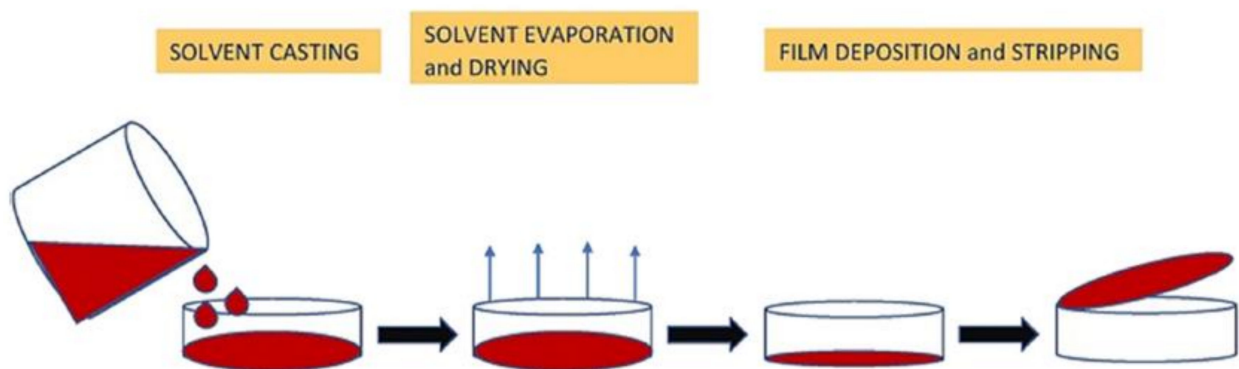 SOLVENT CASTING
SOLVENT EVAPORATION
and DRYING
FILM DEPOSITION and STRIPPING